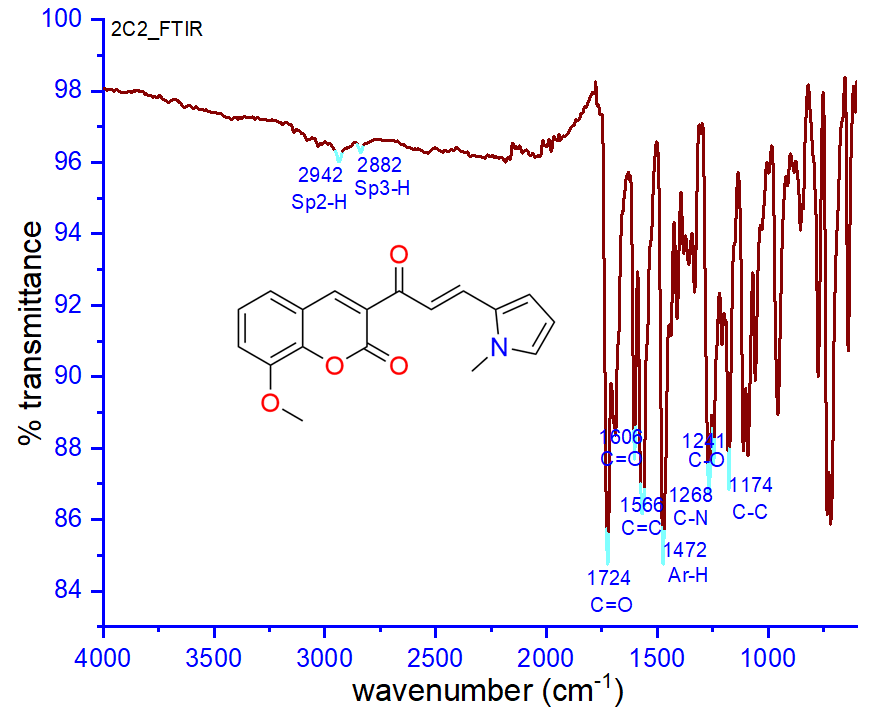 100
2C2_FTIR
98
96
94
92
90
88
86
84
% transmittance
2942
Sp2-H
2882
Sp3-H
O
N
O
O
O
1606
C=O
1241
C-O
1566
C=C
1268
C-N
1174
C-C
1472
Ar-H
1724
C=O
4000 3500 3000 2500 2000 1500 1000
wavenumber (cm-1)